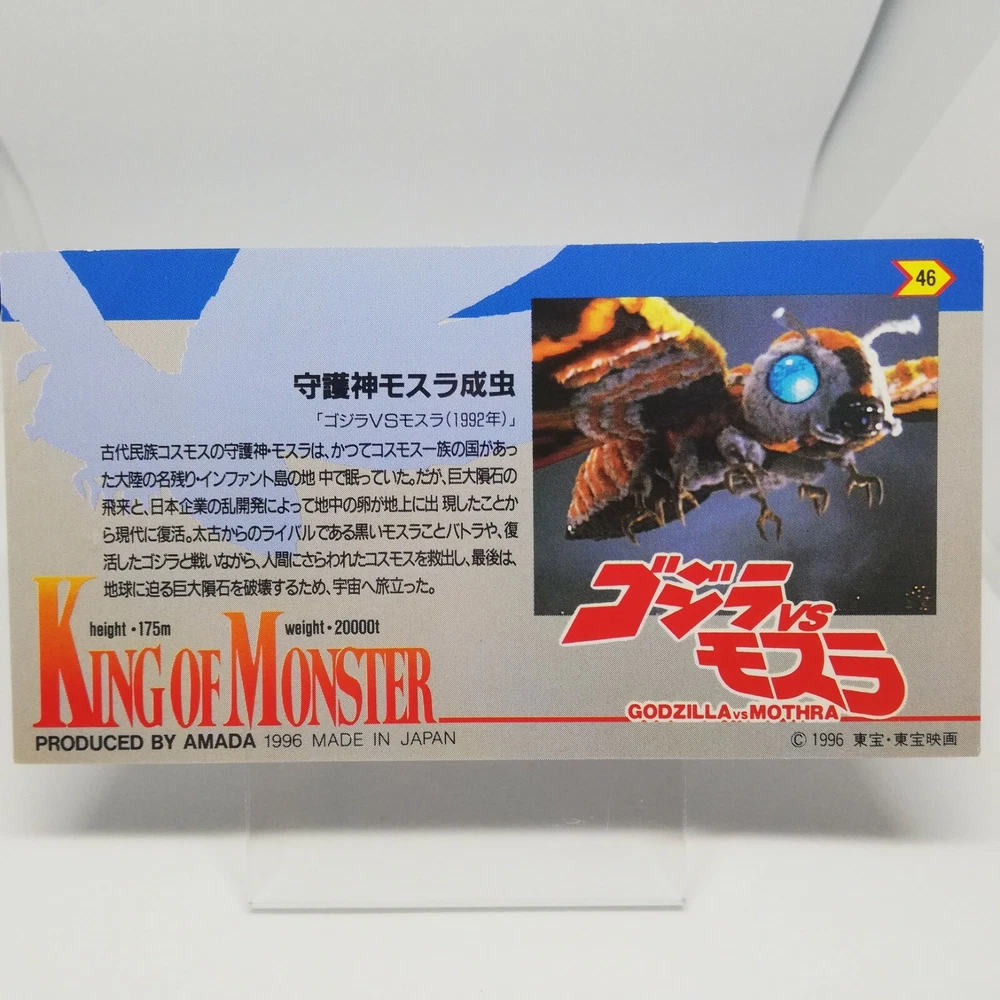 46
守護神モスラ成虫
「ゴジラVSモスラ(1992年)」
古代民族コスモスの守護神・モスラは、かつてコスモス一族の国があっ
た大陸の名残り・インファント島の地 中で眠っていた。だが、巨大隕石の
飛来と、日本企業の乱開発によって地中の卵が地上に出 現したことか
ら現代に復活。太古からのライバルである黒いモスラことバトラや、復
活したゴジラと戦いながら、人間にさらわれたコスモスを救出し、最後は、
地球に迫る巨大隕石を破壊するため、宇宙へ旅立った。
height・175m weight・20000t
KING OF MONSTER
ゴジラVS
モスラ
GODZILLA vs MOTHRA
PRODUCED BY AMADA 1996 MADE IN JAPAN
© 1996 東宝・東宝映画